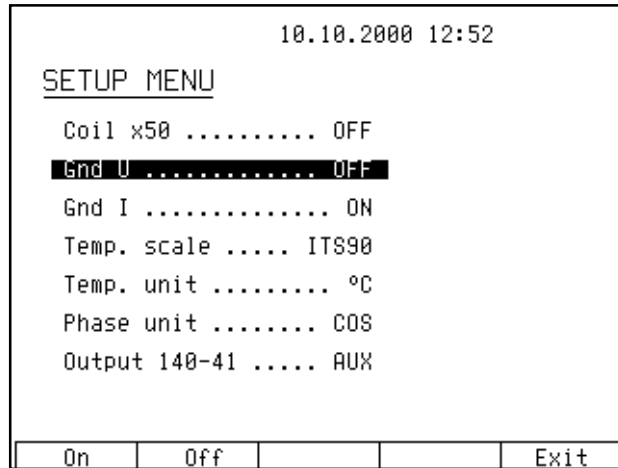 10.10.2000 12:52
SETUP MENU
Coil x50 .......... OFF
Gnd U .............. OFF
Gnd I .............. ON
Temp. scale ..... ITS90
Temp. unit ......... ºC
Phase unit ........ COS
Output 140-41 ..... AUX
On Off Exit